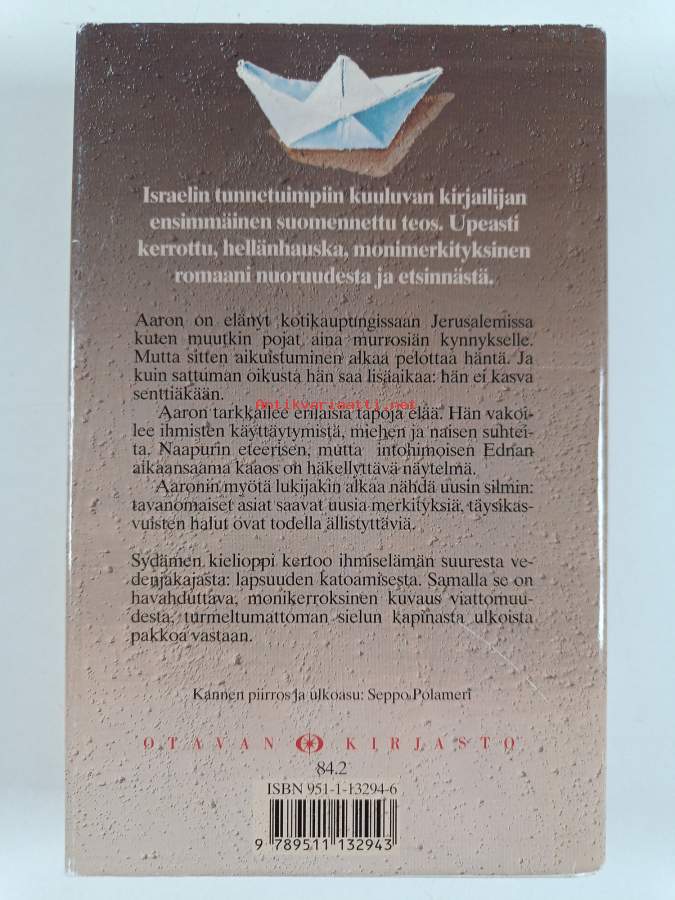 Israelin tunnetuimpiin kuuluvan kirjailijan
ensimmäinen suomennettu teos. Upeasti
kerrottu, hellänhauska, monimerkityksinen
romaani nuoruudesta ja etsinnästä.
Aaron on elänyt kotikaupungissaan Jerusalemissa
kuten muutkin pojat aina murrosiän kynnykselle.
Mutta sitten aikuistuminen alkaa pelottaa häntä. Ja
kuin sattuman oikusta hän saa lisäaikaa: hän ei kasva
senttiäkään.
Antikvariaatti.net
Aaron tarkkailee erilaisia tapoja elää. Hän vakoi-
lee ihmisten käyttäytymistä, miehen ja naisen suhtei-
ta. Naapurin eteerisen, mutta intohimoisen Ednan
aikaansaama kaaos on häkellyttävä näytelmä.
Aaronin myötä lukijakin alkaa nähdä uusin silmin:
tavanomaiset asiat saavat uusia merkityksiä, täysikas-
vuisten halut ovat todella ällistyttäviä.
Sydämen kielioppi kertoo ihmiselämän suuresta ve-
denjakajasta: lapsuuden katoamisesta. Samalla se on
havahduttava, monikerroksinen kuvaus viattomuu-
desta, turmeltumattoman sielun kapinasta ulkoista
pakkoa vastaan.
Kannen piirros ja ulkoasu: Seppo Polameri
OTAVAN KIRJASTO
84.2
ISBN 951-1-13294-6
9 789511 132943